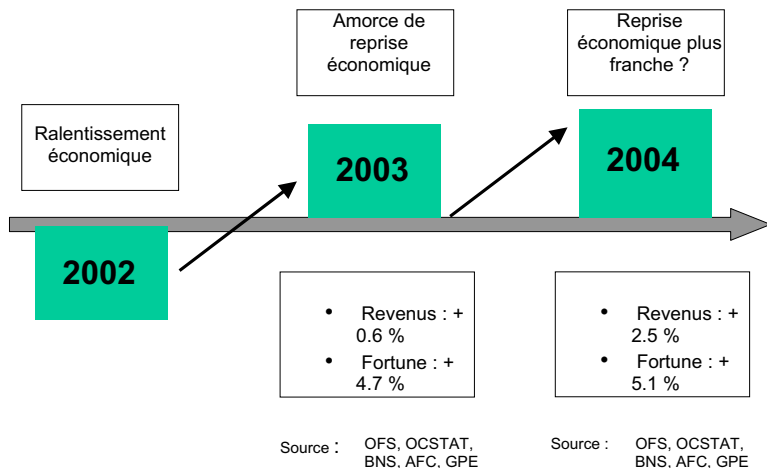 Ralentissement
économique
2002
Amorce de
reprise
économique
2003
• Revenus : +
0.6 %
• Fortune : +
4.7 %
Source : OFS, OCSTAT,
BNS, AFC, GPE
Reprise
économique plus
franche ?
2004
• Revenus : +
2.5 %
• Fortune : +
5.1 %
Source : OFS, OCSTAT,
BNS, AFC, GPE